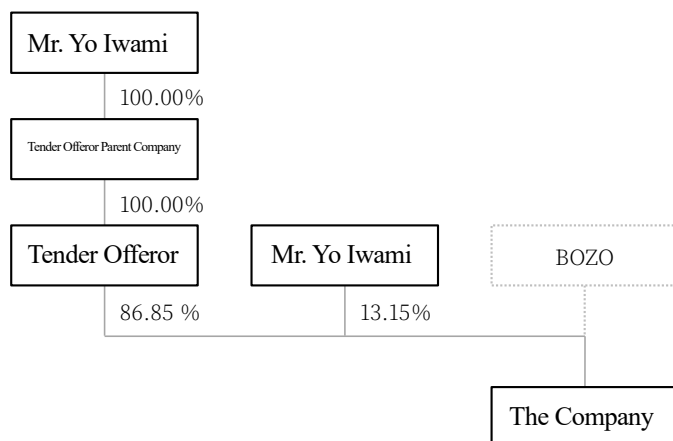 Mr. Yo Iwami
100.00%
Tender Offeror Parent Company
100.00%
Tender Offeror
Mr. Yo Iwami
BOZO
86.85 %
13.15%
The Company